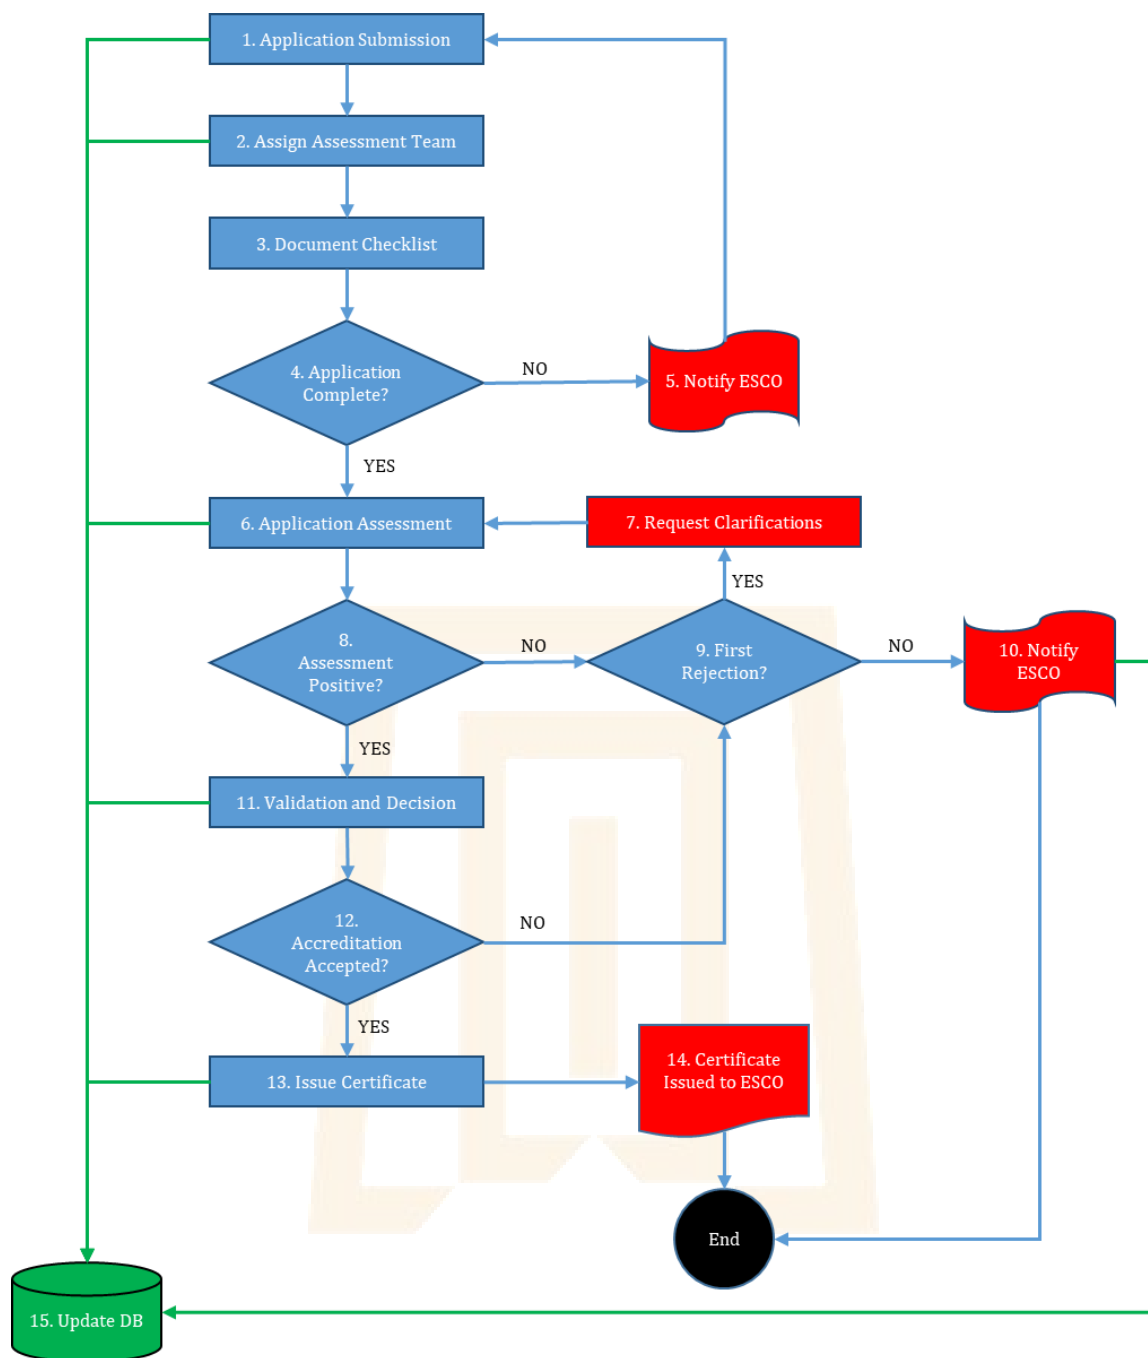 1. Application Submission
2. Assign Assessment Team
3. Document Checklist
4. Application
Complete?
NO
5. Notify ESCO
YES
6. Application Assessment
7. Request Clarifications
YES
8.
Assessment
Positive?
NO
9. First
Rejection?
NO
10. Notify
ESCO
YES
11. Validation and Decision
12.
Accreditation
Accepted?
NO
YES
13. Issue Certificate
14. Certificate
Issued to ESCO
End
15. Update DB